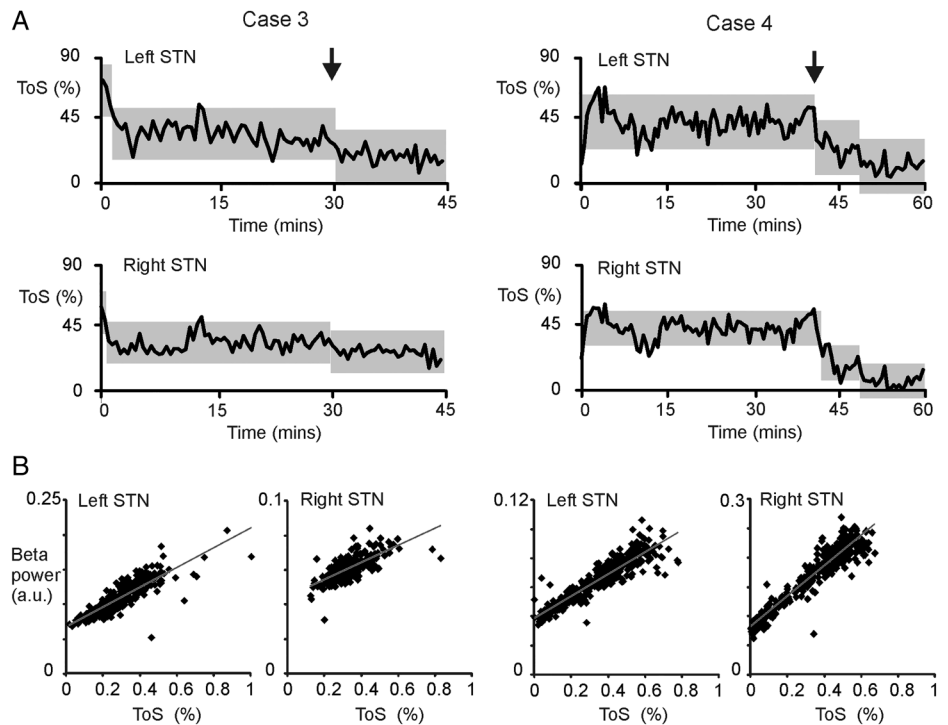 A
Case 3
Case 4
Left STN
Left STN
90
ToS (%)
45
0
0
15
30
45
Time (mins)
90
ToS (%)
45
0
0
15
30
45
60
Time (mins)
Right STN
Right STN
90
ToS (%)
45
0
0
15
30
45
Time (mins)
90
ToS (%)
45
0
0
15
30
45
60
Time (mins)
B
0.25
Left STN
Beta
power
(a.u.)
0
0
0.2
0.4
0.6
0.8
1
ToS (%)
0.1
Right STN
0
0
0.2
0.4
0.6
0.8
1
ToS (%)
0.12
Left STN
0
0
0.2
0.4
0.6
0.8
1
ToS (%)
0.3
Right STN
0
0
0.2
0.4
0.6
0.8
1
ToS (%)